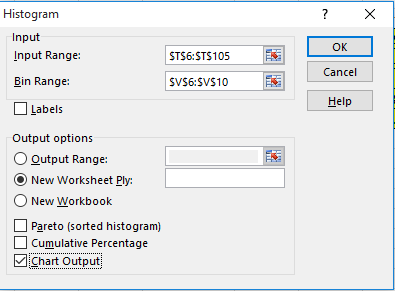 Histogram
Input
Input Range:
$T$6:$T$105
OK
Bin Range:
$V$6:$V$10
Cancel
Labels
Help
Output options
Output Range:
New Worksheet Ply:
New Workbook
Pareto (sorted histogram)
Cumulative Percentage
Chart Output